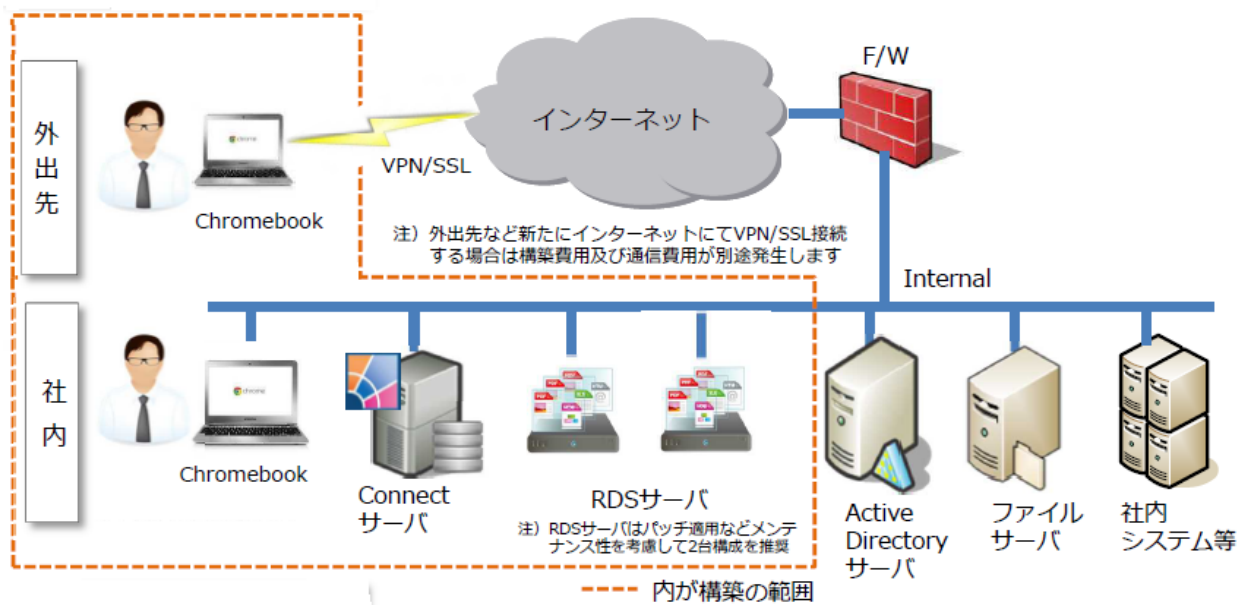 外出先
Chromebook
VPN/SSL
インターネット
F/W
注）外出先など新たにインターネットにてVPN/SSL接続
する場合は構築費用及び通信費用が別途発生します
Internal
社内
chrome
chrome
Chromebook
Connect
サーバ
RDSサーバ
注）RDSサーバはパッチ適用などメンテ
ナンス性を考慮して2台構成を推奨
Active
Directory
サーバ
ファイル
サーバ
社内
システム等
内が構築の範囲